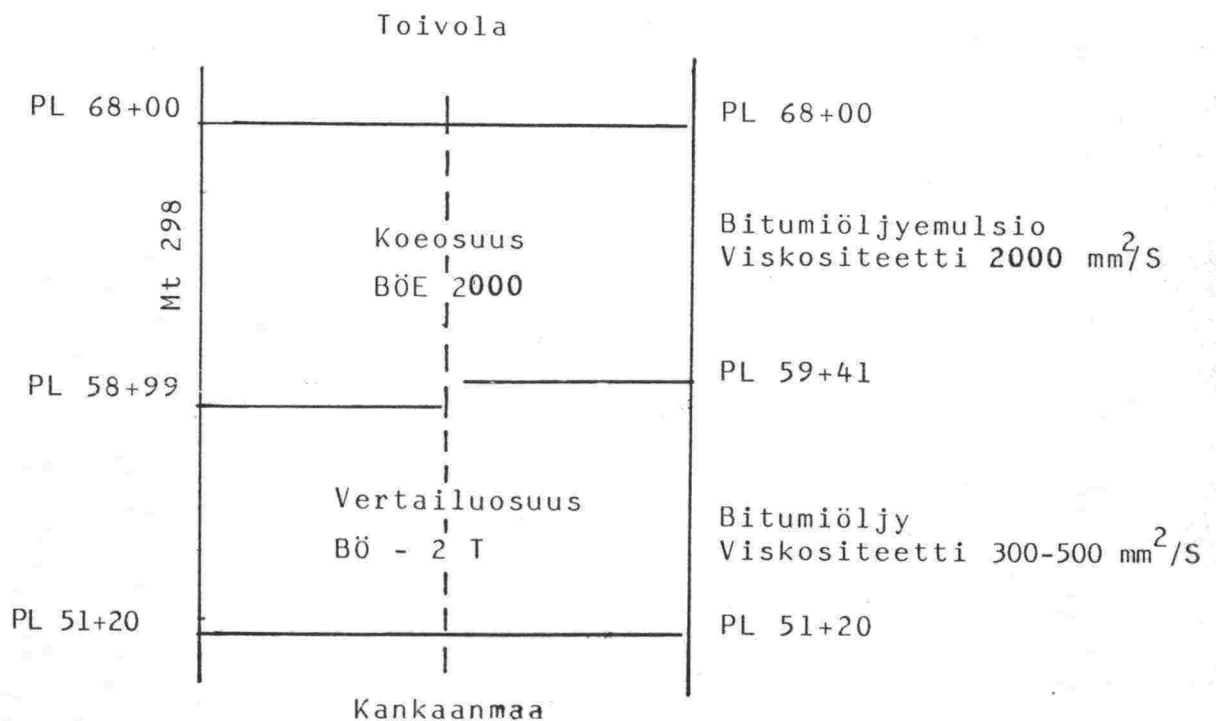 Toivola
PL 68+00
PL 68+00
Mt 298
Koeosuus
BÖE 2000
Bitumiöljyemulsio
Viskositeetti 2000 mm²/S
PL 58+99
PL 59+41
Vertailuosuus
BÖ - 2 T
Bitumiöljy
Viskositeetti 300-500 mm²/S
PL 51+20
PL 51+20
Kankaanmaa